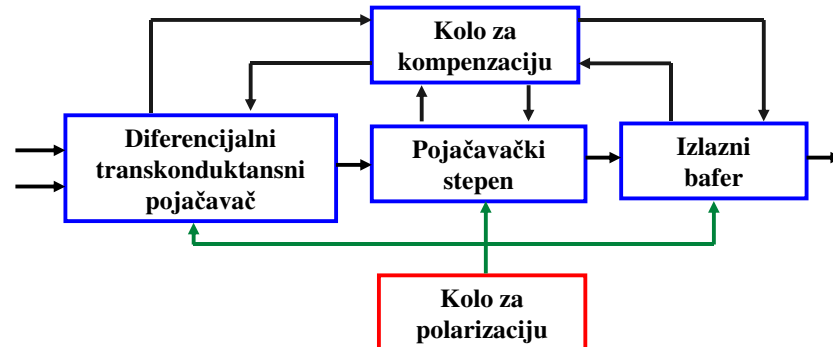 Kolo za
kompenzaciju
Diferencijalni
transkonduktansni
pojačavač
Pojačavački
stepen
Izlazni
bafer
Kolo za
polarizaciju